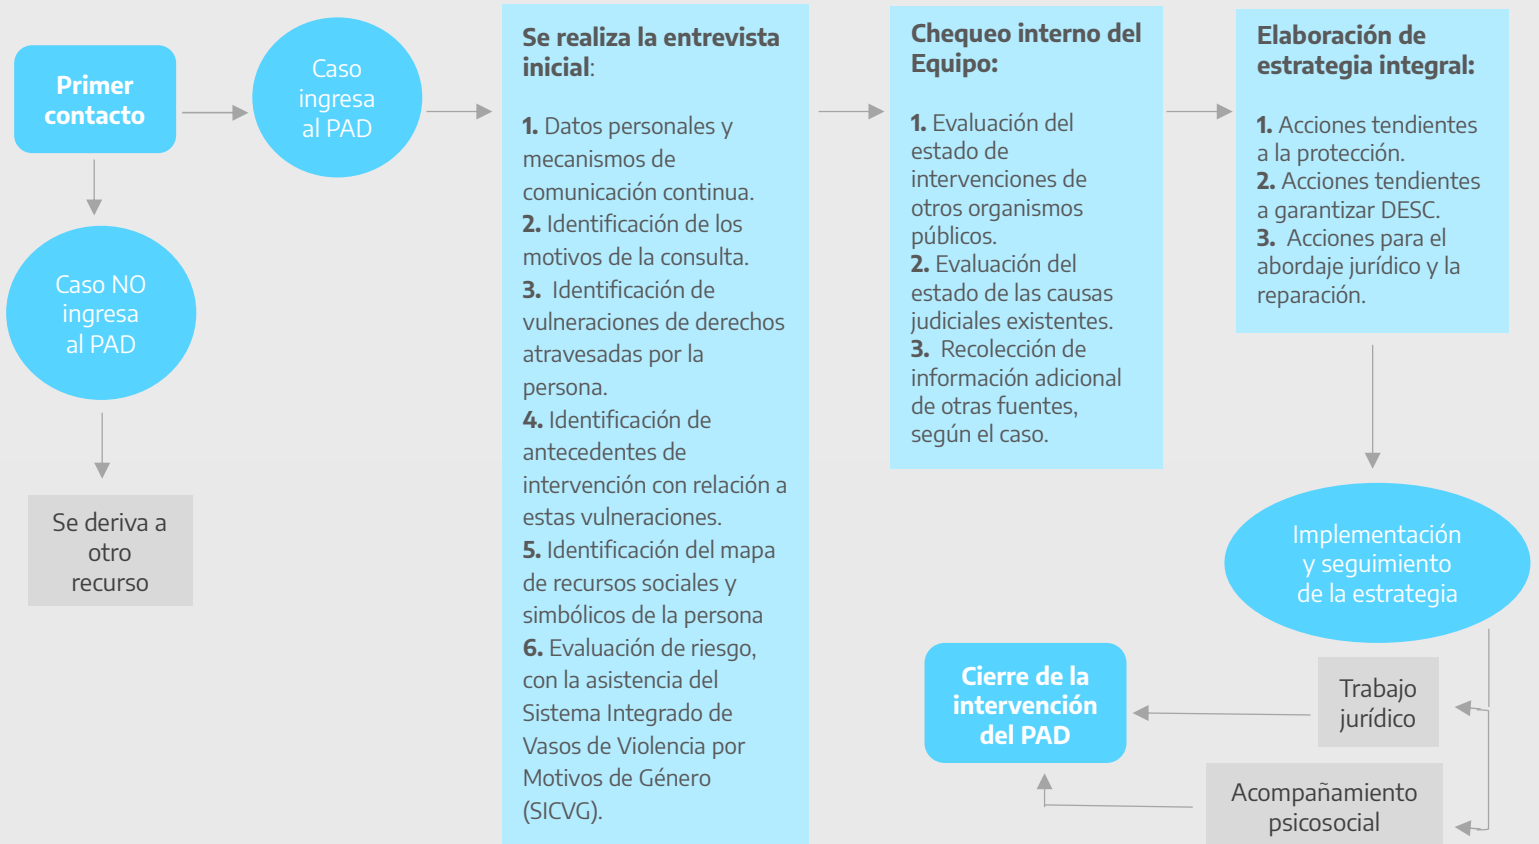 Primer
contacto
Caso
ingresa
al PAD
Caso NO
ingresa
al PAD
Se deriva a
otro
recurso
Se realiza la entrevista
inicial:
1. Datos personales y
mecanismos de
comunicación continua.
2. Identificación de los
motivos de la consulta.
3. Identificación de
vulneraciones de derechos
atravesadas por la
persona.
4. Identificación de
antecedentes de
intervención con relación a
estas vulneraciones.
5. Identificación del mapa
de recursos sociales y
simbólicos de la persona
6. Evaluación de riesgo,
con la asistencia del
Sistema Integrado de
Vasos de Violencia por
Motivos de Género
(SICVG).
Chequeo interno del
Equipo:
1. Evaluación del
estado de
intervenciones de
otros organismos
públicos.
2. Evaluación del
estado de las causas
judiciales existentes.
3. Recolección de
información adicional
de otras fuentes,
según el caso.
Elaboración de
estrategia integral:
1. Acciones tendientes
a la protección.
2. Acciones tendientes
a garantizar DESC.
3. Acciones para el
abordaje jurídico y la
reparación.
Implementación
y seguimiento
de la estrategia
Trabajo
jurídico
Acompañamiento
psicosocial
Cierre de la
intervención
del PAD